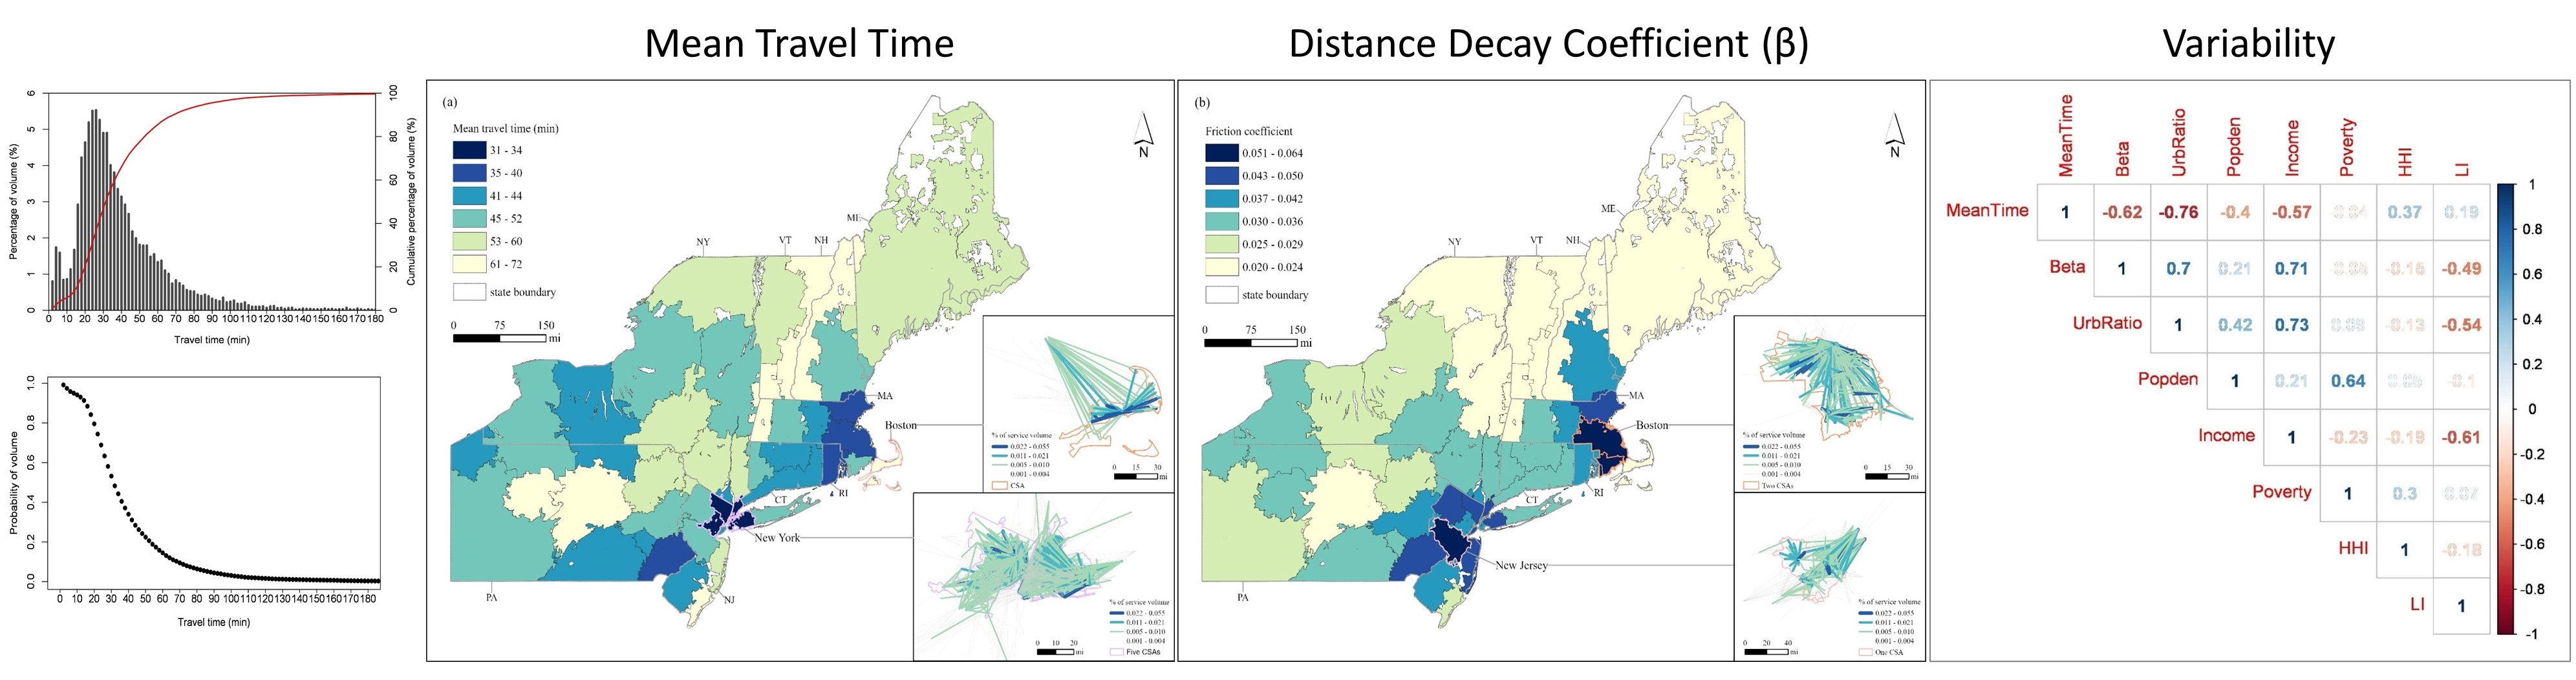 Mean Travel Time
Distance Decay Coefficient (β)
Variability
Percentage of volume (%)
6
5
4
3
2
1
0
100
80
60
40
20
0
Cumulative percentage of volume (%)
0 10 20 30 40 50 60 70 80 90 100 110 120 130 140 150 160 170 180
Travel time (min)
Probability of volume
1.0
0.8
0.6
0.4
0.2
0.0
0 10 20 30 40 50 60 70 80 90 100 110 120 130 140 150 160 170 180
Travel time (min)
(a)
Mean travel time (min)
31 - 34
35 - 40
41 - 44
45 - 52
53 - 60
61 - 72
state boundary
0 75 150
mi
N
ME
NY
VT
NH
MA
Boston
CT
RI
New York
PA
NJ
% of service volume
0.022 - 0.055
0.011 - 0.021
0.005 - 0.010
0.001 - 0.004
CSA
0 15 30
mi
% of service volume
0.022 - 0.055
0.011 - 0.021
0.005 - 0.010
0.001 - 0.004
Five CSAs
0 10 20
mi
(b)
Friction coefficient
0.051 - 0.064
0.043 - 0.050
0.037 - 0.042
0.030 - 0.036
0.025 - 0.029
0.020 - 0.024
state boundary
0 75 150
mi
N
ME
NY
VT
NH
MA
Boston
CT
RI
New Jersey
PA
% of service volume
0.022 - 0.055
0.011 - 0.021
0.005 - 0.010
0.001 - 0.004
Two CSAs
0 15 30
mi
% of service volume
0.022 - 0.055
0.011 - 0.021
0.005 - 0.010
0.001 - 0.004
One CSA
0 20 40
mi
MeanTime Beta UrbRatio Popden Income Poverty HHI LI
MeanTime 1 -0.62 -0.76 -0.4 -0.57 0.37 0.19
Beta 1 0.7 0.21 0.71 -0.49
UrbRatio 1 0.42 0.73 -0.13 -0.54
Popden 1 0.21 0.64 -0.1
Income 1 -0.23 -0.19 -0.61
Poverty 1 0.3 0.07
HHI 1 -0.18
LI 1
1
0.8
0.6
0.4
0.2
0
-0.2
-0.4
-0.6
-0.8
-1